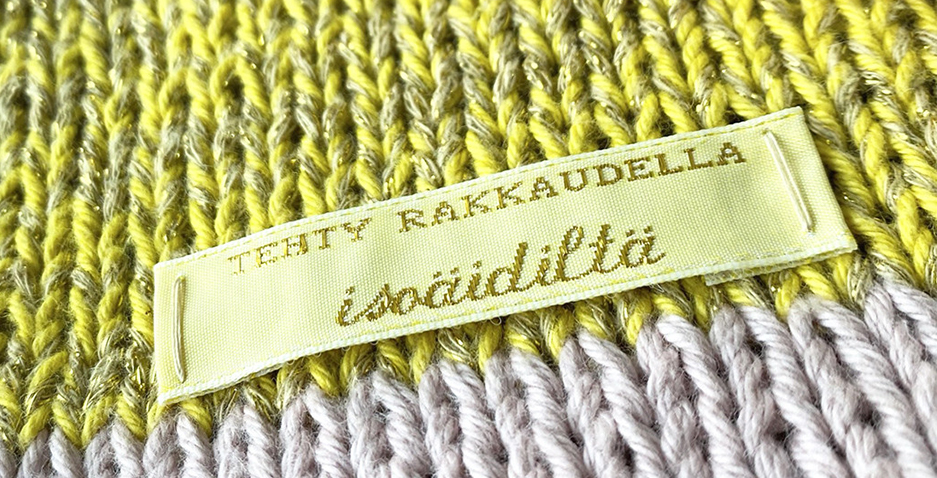 TEHTY RAKKAUDELLA
isoäidiltä